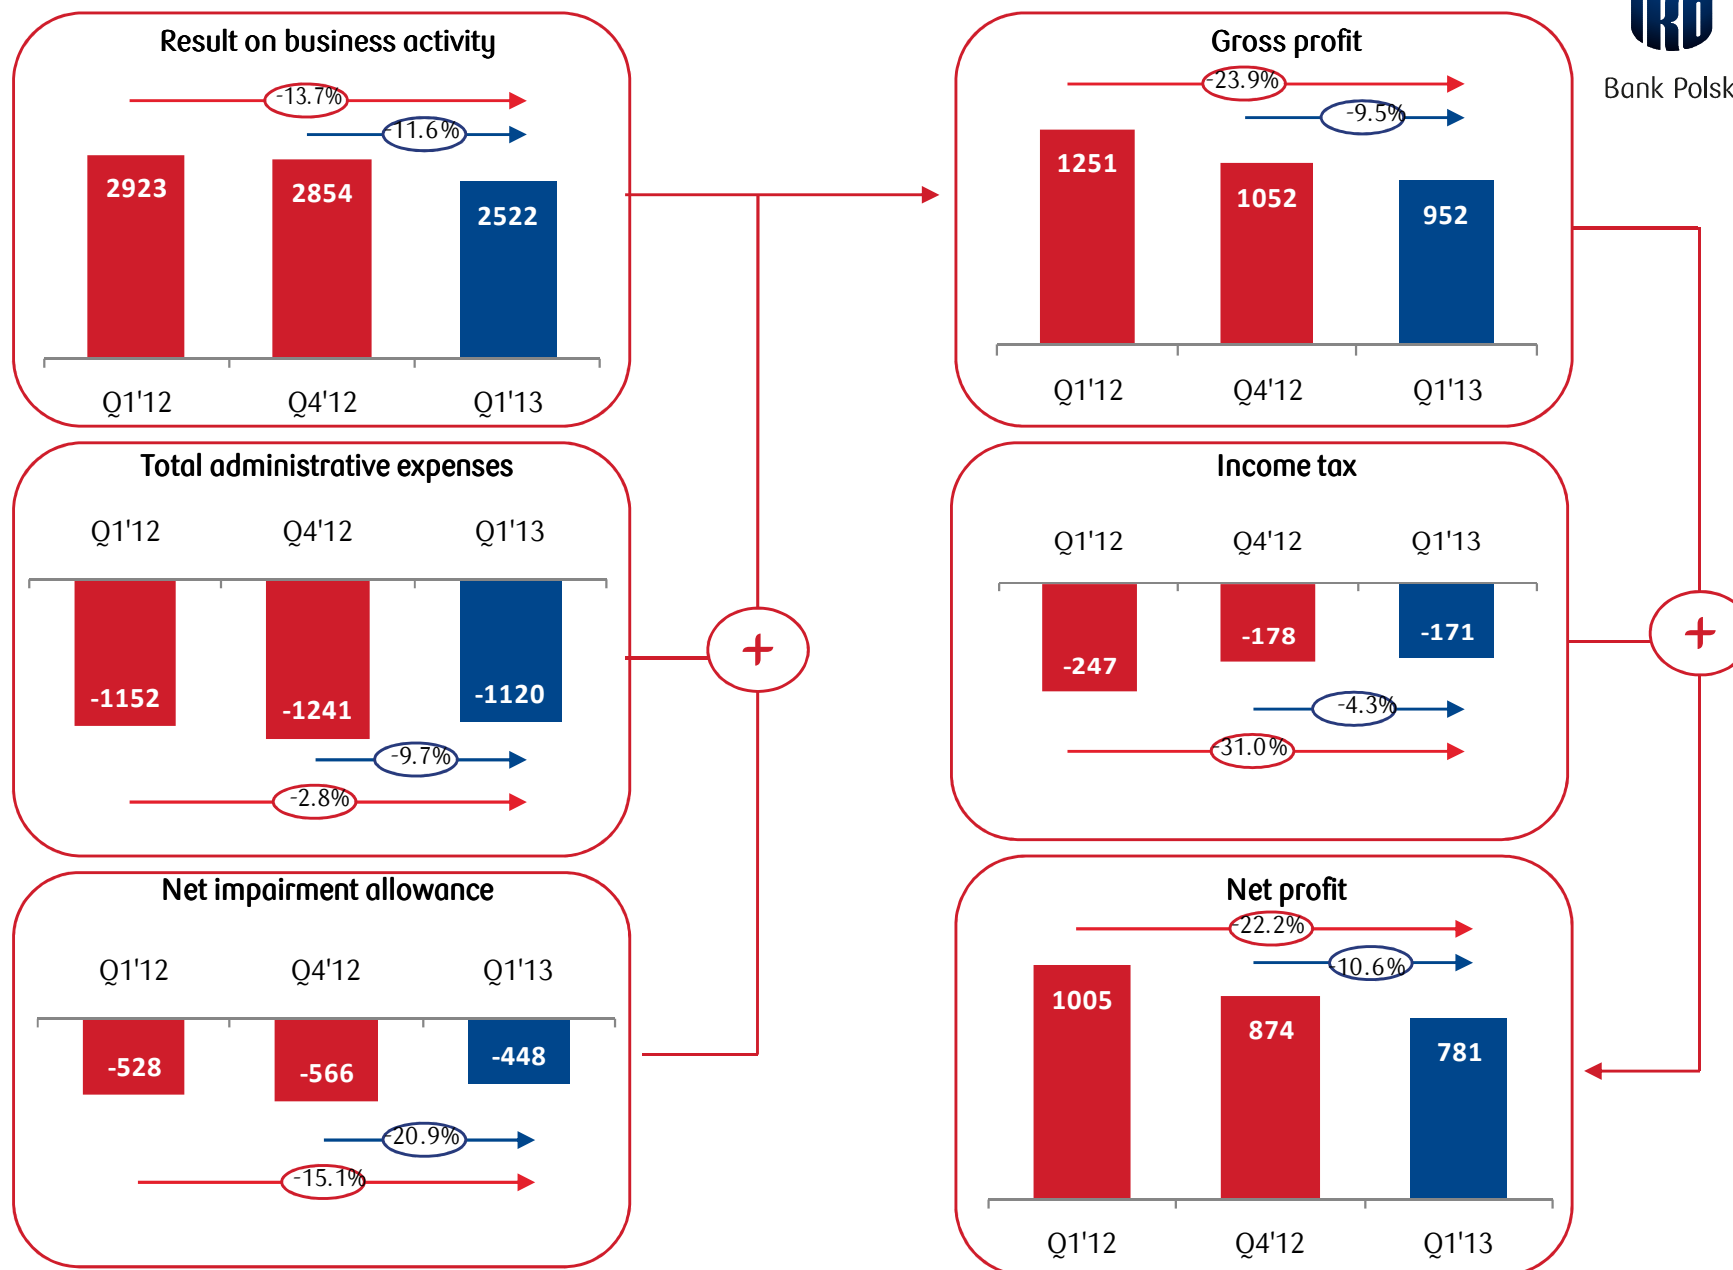 Result on business activity
-13.7%
-11.6%
2923
2854
2522
Q1'12
Q4'12
Q1'13
Total administrative expenses
Q1'12
Q4'12
Q1'13
-1152
-1241
-1120
-9.7%
-2.8%
Net impairment allowance
Q1'12
Q4'12
Q1'13
-528
-566
-448
-20.9%
-15.1%
+
Bank Polsk
Gross profit
-23.9%
-9.5%
1251
1052
952
Q1'12
Q4'12
Q1'13
Income tax
Q1'12
Q4'12
Q1'13
-247
-178
-171
-4.3%
-31.0%
+
Net profit
-22.2%
-10.6%
1005
874
781
Q1'12
Q4'12
Q1'13